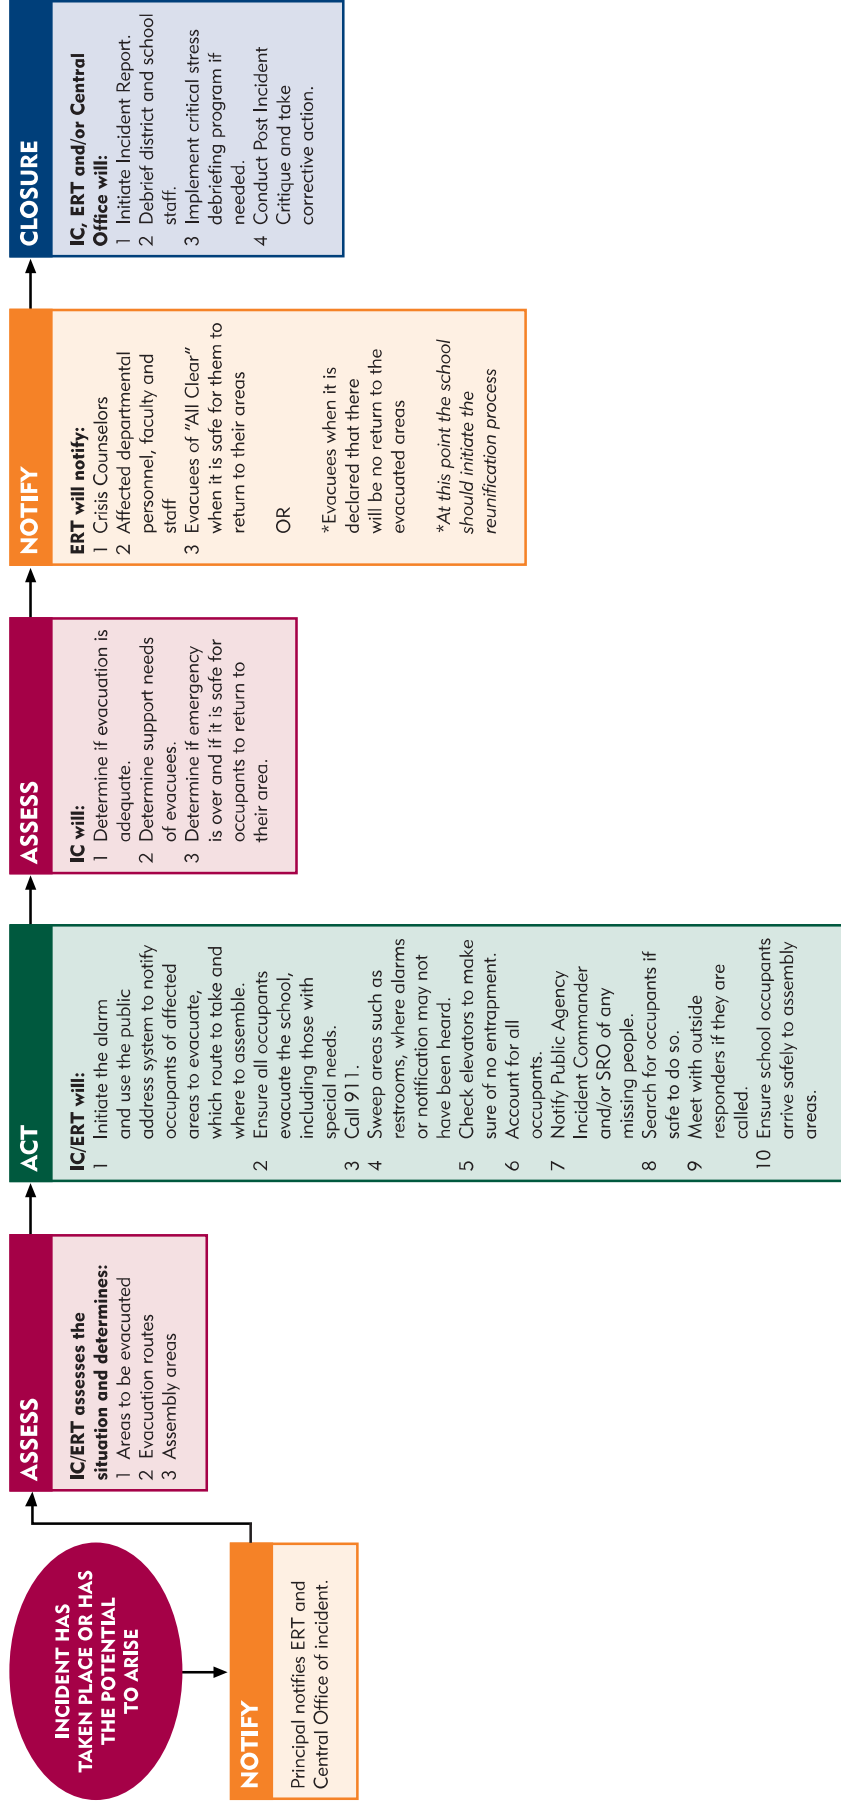 INCIDENT HAS
TAKEN PLACE OR HAS
THE POTENTIAL
TO ARISE
NOTIFY
Principal notifies ERT and
Central Office of incident.
ASSESS
IC/ERT assesses the
situation and determines:
1 Areas to be evacuated
2 Evacuation routes
3 Assembly areas
ACT
IC/ERT will:
1 Initiate the alarm
and use the public
address system to notify
occupants of affected
areas to evacuate,
which route to take and
where to assemble.
2 Ensure all occupants
evacuate the school,
including those with
special needs.
3 Call 911.
4 Sweep areas such as
restrooms, where alarms
or notification may not
have been heard.
5 Check elevators to make
sure of no entrapment.
6 Account for all
occupants.
7 Notify Public Agency
Incident Commander
and/or SRO of any
missing people.
8 Search for occupants if
safe to do so.
9 Meet with outside
responders if they are
called.
10 Ensure school occupants
arrive safely to assembly
areas.
ASSESS
IC will:
1 Determine if evacuation is
adequate.
2 Determine support needs
of evacuees.
3 Determine if emergency
is over and if it is safe for
occupants to return to
their area.
NOTIFY
ERT will notify:
1 Crisis Counselors
2 Affected departmental
personnel, faculty and
staff
3 Evacuees of “All Clear”
when it is safe for them to
return to their areas
OR
*Evacuees when it is
declared that there
will be no return to the
evacuated areas
*At this point the school
should initiate the
reunification process
CLOSURE
IC, ERT and/or Central
Office will:
1 Initiate Incident Report.
2 Debrief district and school
staff.
3 Implement critical stress
debriefing program if
needed.
4 Conduct Post Incident
Critique and take
corrective action.